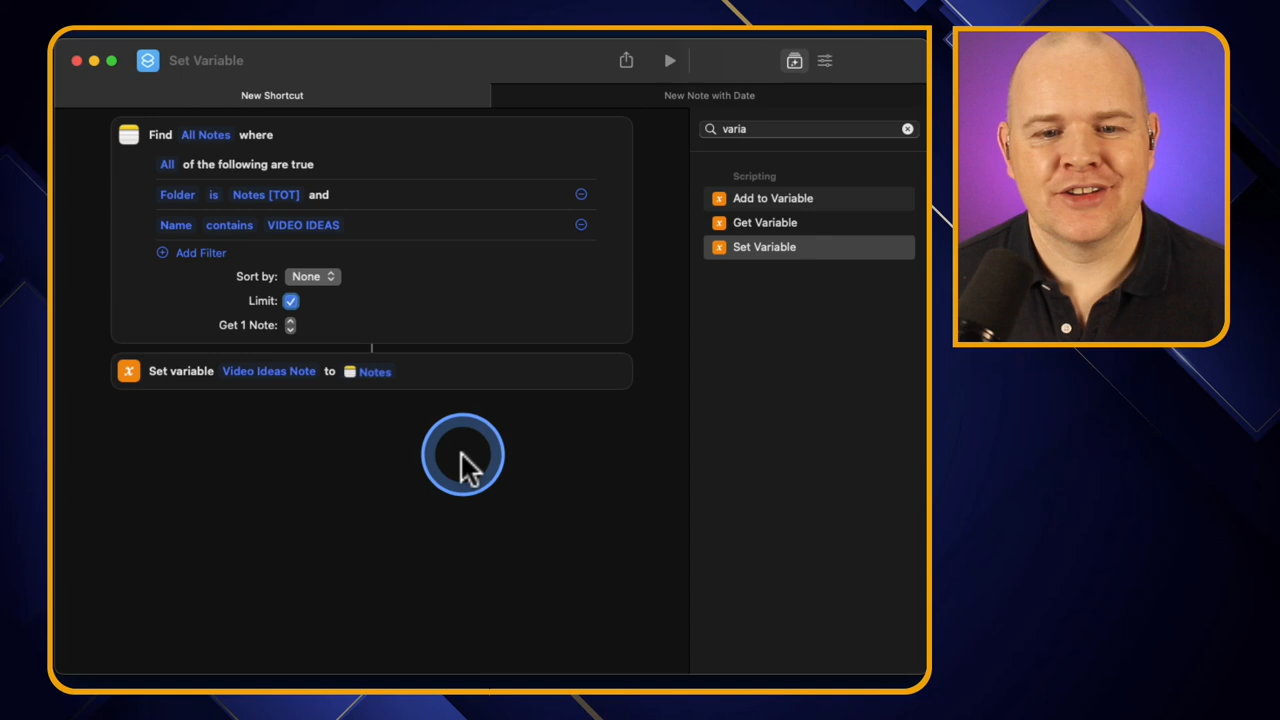 Set Variable
New Shortcut
New Note with Date
Find All Notes where
All of the following are true
Folder is Notes [TOT] and
Name contains VIDEO IDEAS
Add Filter
Sort by: None
Limit:
Get 1 Note:
Set variable Video Ideas Note to Notes
varia
Scripting
Add to Variable
Get Variable
Set Variable